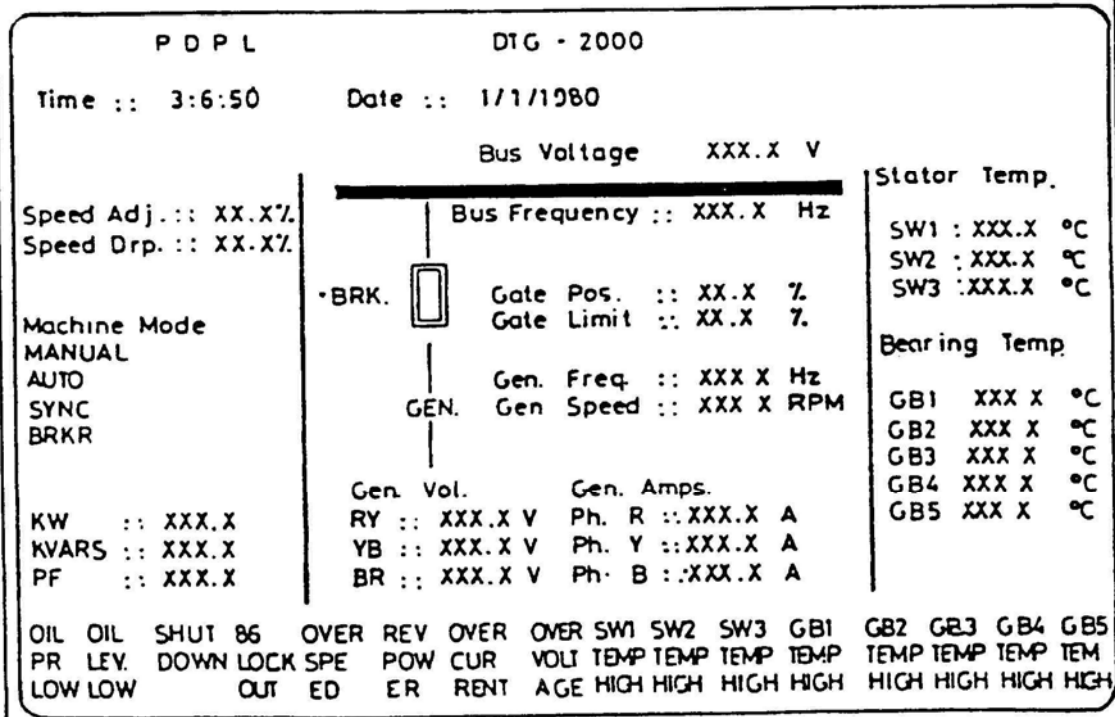 P D P L DTG - 2000
Time :: 3:6:50 Date :: 1/1/1980
Bus Voltage XXX.X V
Speed Adj. :: XX.X%
Speed Drp. :: XX.X%
Machine Mode
MANUAL
AUTO
SYNC
BRKR
KW :: XXX.X
KVARS :: XXX.X
PF :: XXX.X
Bus Frequency :: XXX.X Hz
BRK.
Gate Pos. :: XX.X %
Gate Limit :: XX.X %
Gen. Freq. :: XXX X Hz
GEN. Gen Speed :: XXX X RPM
Gen. Vol. Gen. Amps.
RY :: XXX.X V Ph. R :: XXX.X A
YB :: XXX.X V Ph. Y :: XXX.X A
BR :: XXX.X V Ph. B :: XXX.X A
Stator Temp.
SW1 : XXX.X °C
SW2 : XXX.X °C
SW3 : XXX.X °C
Bearing Temp.
GB1 XXX X °C
GB2 XXX X °C
GB3 XXX X °C
GB4 XXX X °C
GB5 XXX X °C
OIL OIL SHUT 86 OVER REV OVER OVER SW1 SW2 SW3 GB1 GB2 GB3 GB4 GB5
PR LEV. DOWN LOCK SPE POW CUR VOLT TEMP TEMP TEMP TEMP TEMP TEMP TEMP TEM
LOW LOW OUT ED ER RENT AGE HIGH HIGH HIGH HIGH HIGH HIGH HIGH HIGH